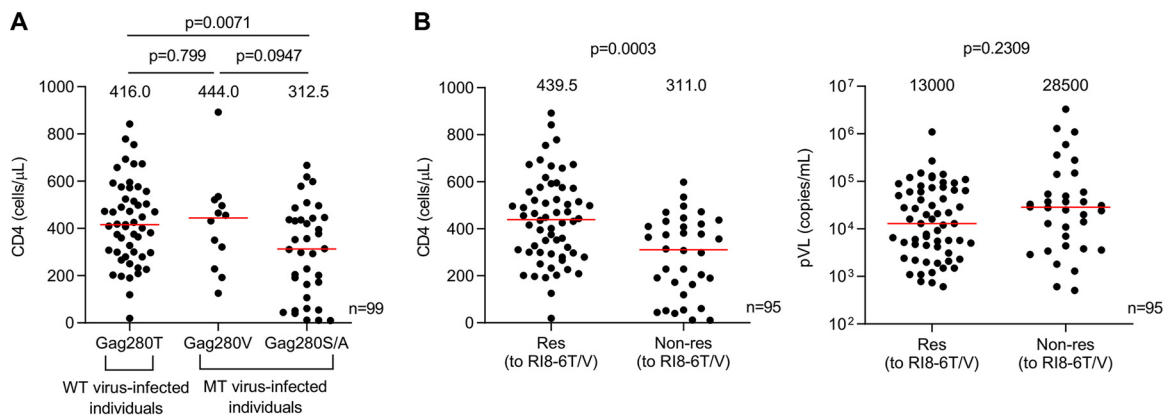 A
p=0.0071
p=0.799
p=0.0947
416.0
444.0
312.5
1000
800
600
400
200
0
CD4 (cells/μL)
n=99
Gag280T
Gag280V
Gag280S/A
WT virus-infected
individuals
MT virus-infected
individuals
B
p=0.0003
439.5
311.0
1000
800
600
400
200
0
CD4 (cells/μL)
n=95
Res
(to RI8-6T/V)
Non-res
(to RI8-6T/V)
p=0.2309
13000
28500
10⁷
10⁶
10⁵
10⁴
10³
10²
pVL (copies/mL)
n=95
Res
(to RI8-6T/V)
Non-res
(to RI8-6T/V)